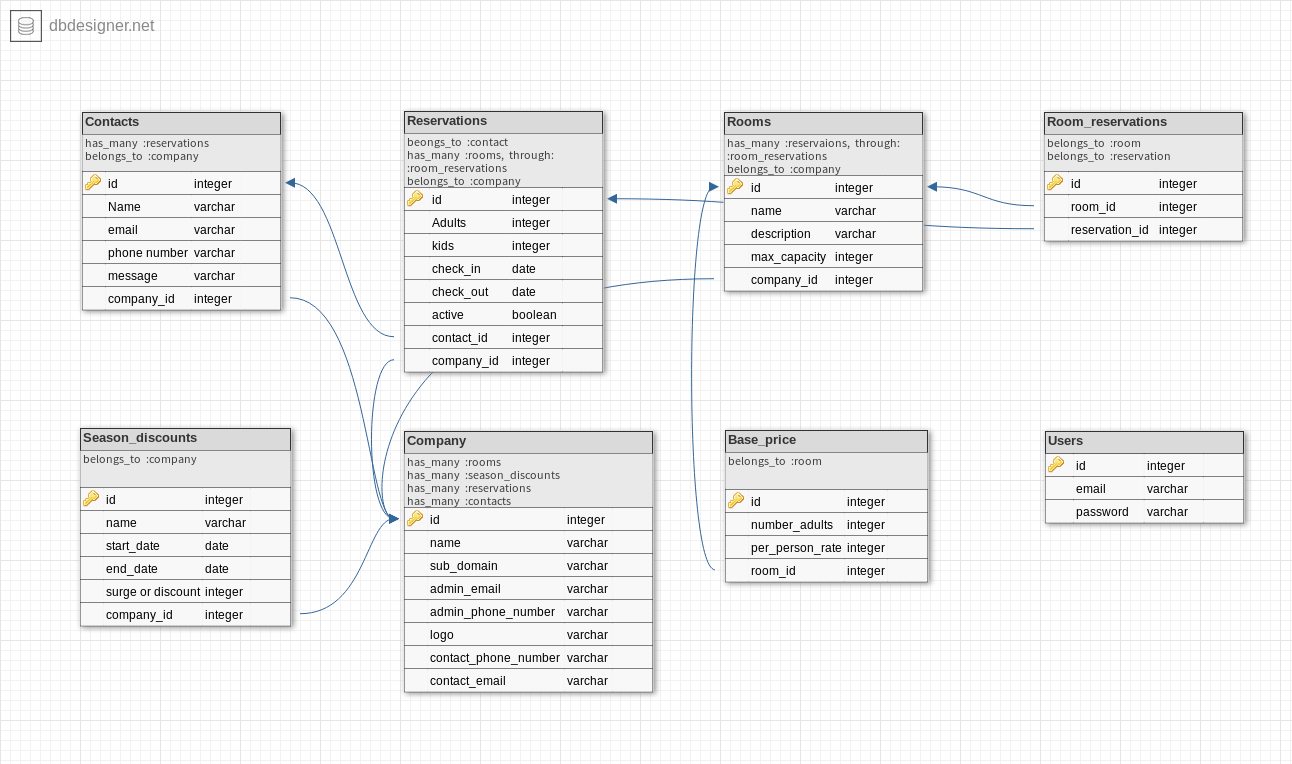 dbdesigner.net
Contacts
has_many :reservations
belongs_to :company
id integer
Name varchar
email varchar
phone number varchar
message varchar
company_id integer
Reservations
beongs_to :contact
has_many :rooms, through:
:room_reservations
belongs_to :company
id integer
Adults integer
kids integer
check_in date
check_out date
active boolean
contact_id integer
company_id integer
Rooms
has_many :reservaions, through:
:room_reservations
belongs_to :company
id integer
name varchar
description varchar
max_capacity integer
company_id integer
Room_reservations
belongs_to :room
belongs_to :reservation
id integer
room_id integer
reservation_id integer
Season_discounts
belongs_to :company
id integer
name varchar
start_date date
end_date date
surge or discount integer
company_id integer
Company
has_many :rooms
has_many :season_discounts
has_many :reservations
has_many :contacts
id integer
name varchar
sub_domain varchar
admin_email varchar
admin_phone_number varchar
logo varchar
contact_phone_number varchar
contact_email varchar
Base_price
belongs_to :room
id integer
number_adults integer
per_person_rate integer
room_id integer
Users
id integer
email varchar
password varchar